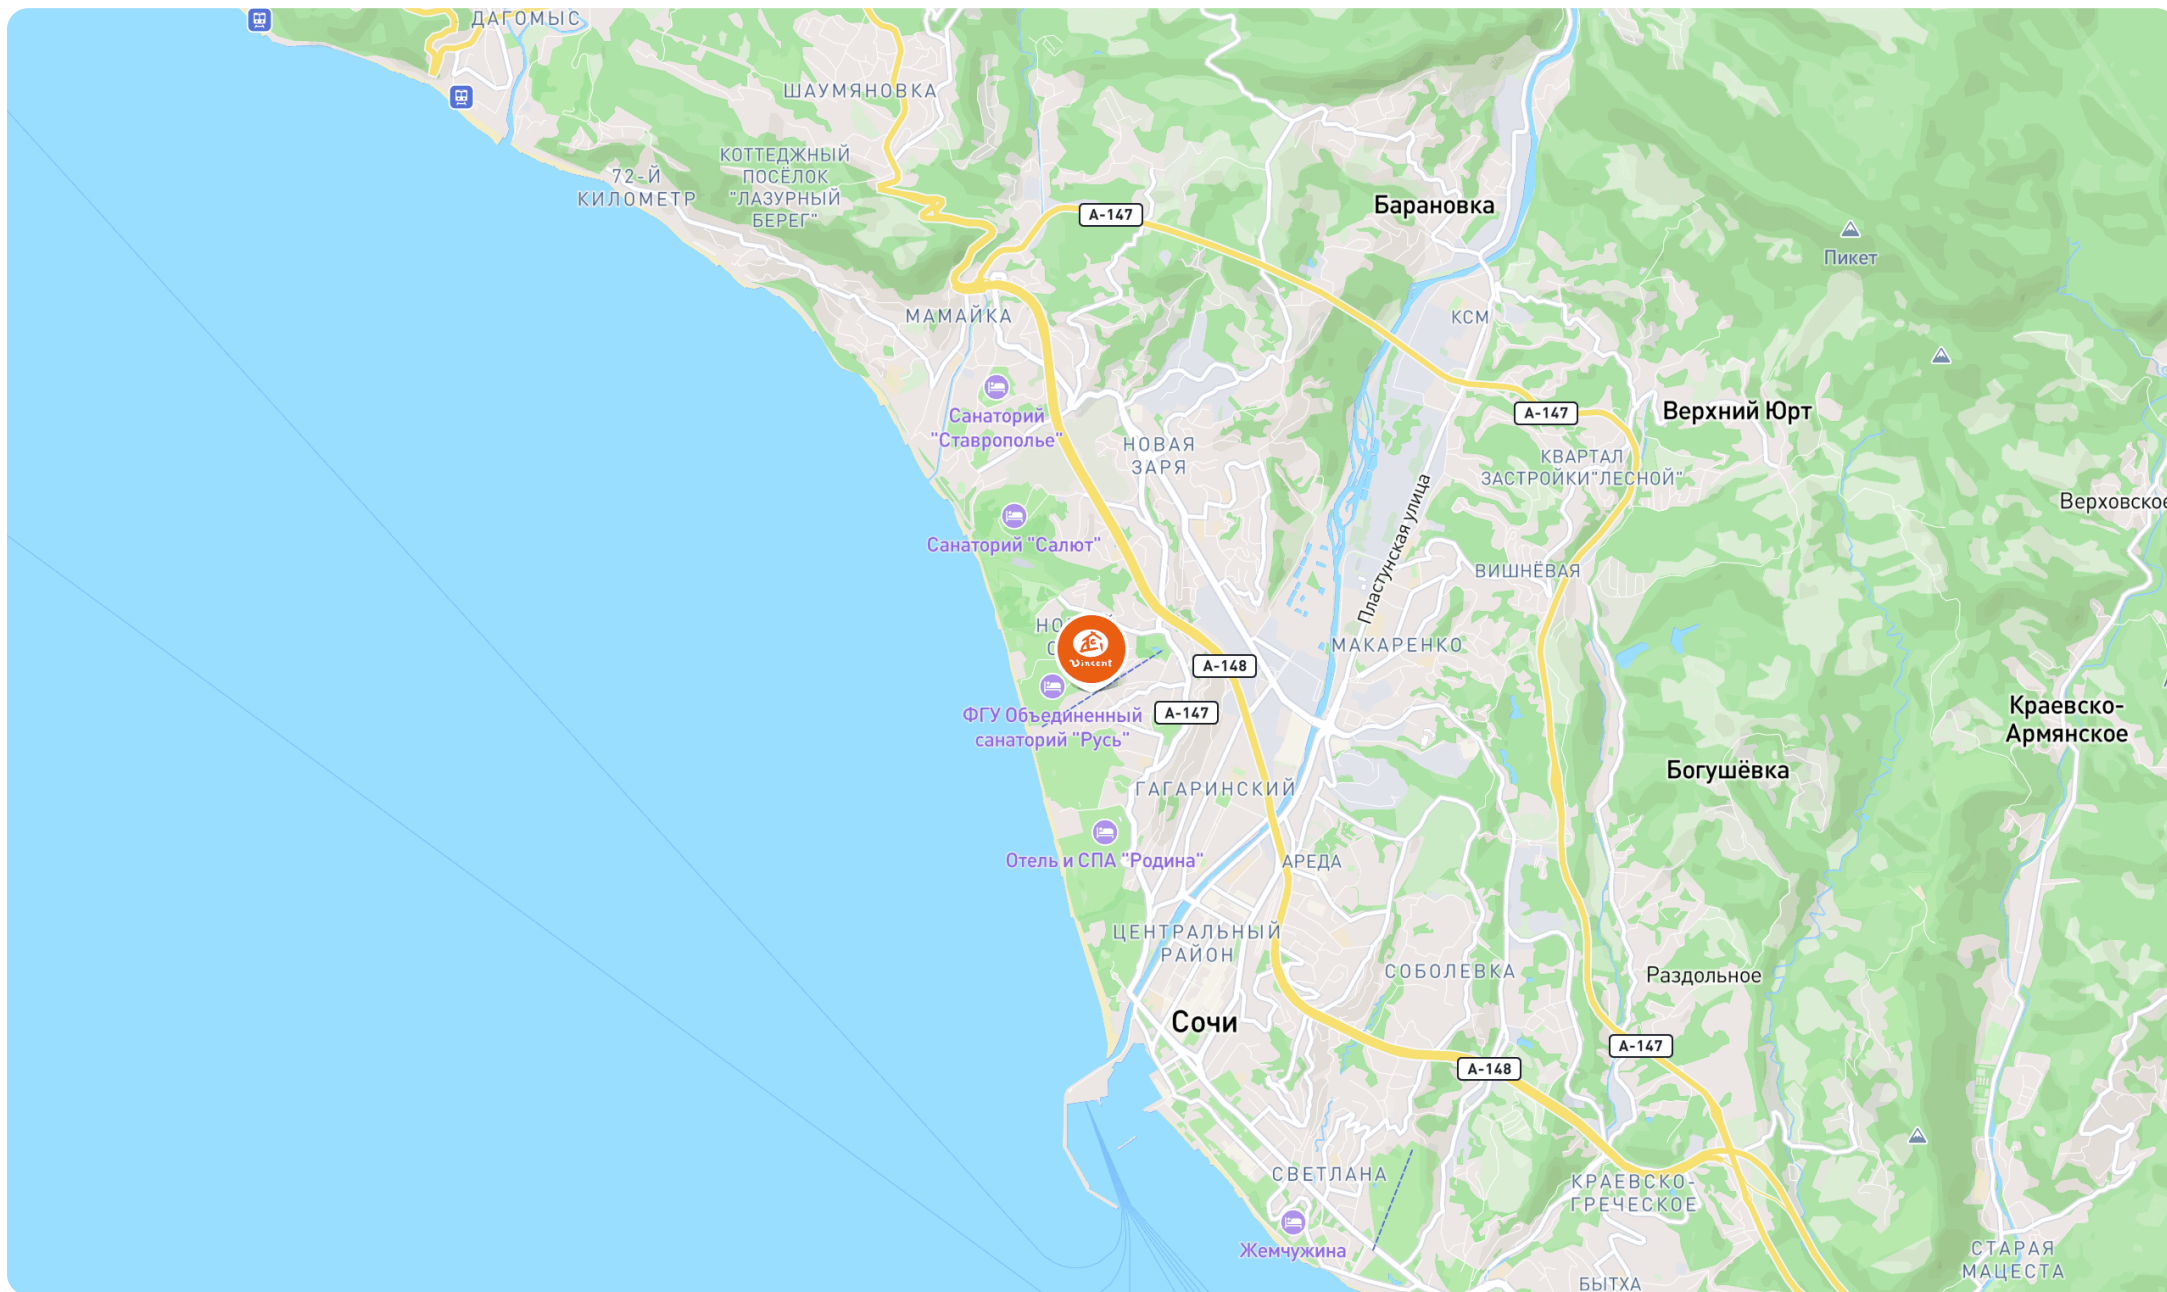 ДАГОМЫС
ШАУМЯНОВКА
КОТТЕДЖНЫЙ
ПОСЁЛОК
"ЛАЗУРНЫЙ
БЕРЕГ"
72-Й
КИЛОМЕТР
А-147
Барановка
Пикет
МАМАЙКА
КСМ
Санаторий
"Ставрополье"
А-147
Верхний Юрт
НОВАЯ
ЗАРЯ
КВАРТАЛ
ЗАСТРОЙКИ"ЛЕСНОЙ"
Верховское
Пластунская улица
Санаторий "Салют"
ВИШНЁВАЯ
Vincent
МАКАРЕНКО
А-148
ФГУ Объединенный
санаторий "Русь"
А-147
Краевско-
Армянское
Богушёвка
ГАГАРИНСКИЙ
Отель и СПА "Родина"
АРЕДА
ЦЕНТРАЛЬНЫЙ
РАЙОН
СОБОЛЕВКА
Раздольное
Сочи
А-147
А-148
СВЕТЛАНА
КРАЕВСКО-
ГРЕЧЕСКОЕ
Жемчужина
СТАРАЯ
МАЦЕСТА
БЫТХА